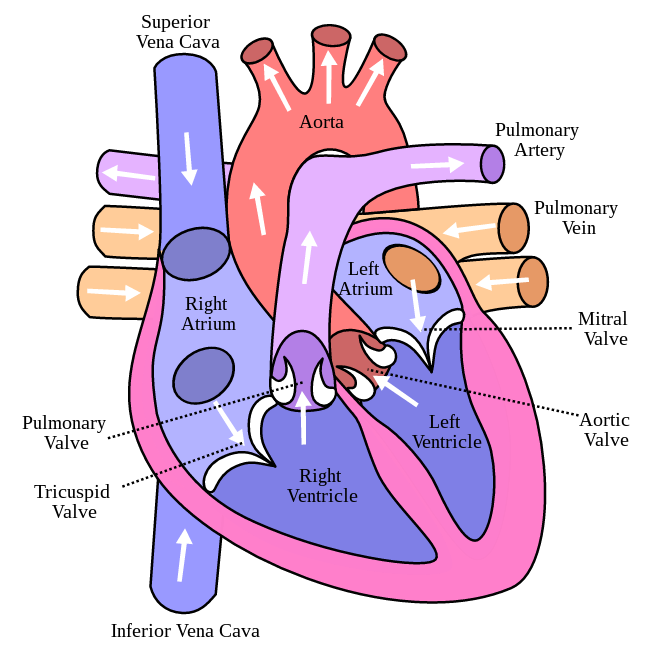 Superior
Vena Cava
Aorta
Pulmonary
Artery
Pulmonary
Vein
Left
Atrium
Right
Atrium
Mitral
Valve
Pulmonary
Valve
Left
Ventricle
Aortic
Valve
Right
Ventricle
Tricuspid
Valve
Inferior Vena Cava